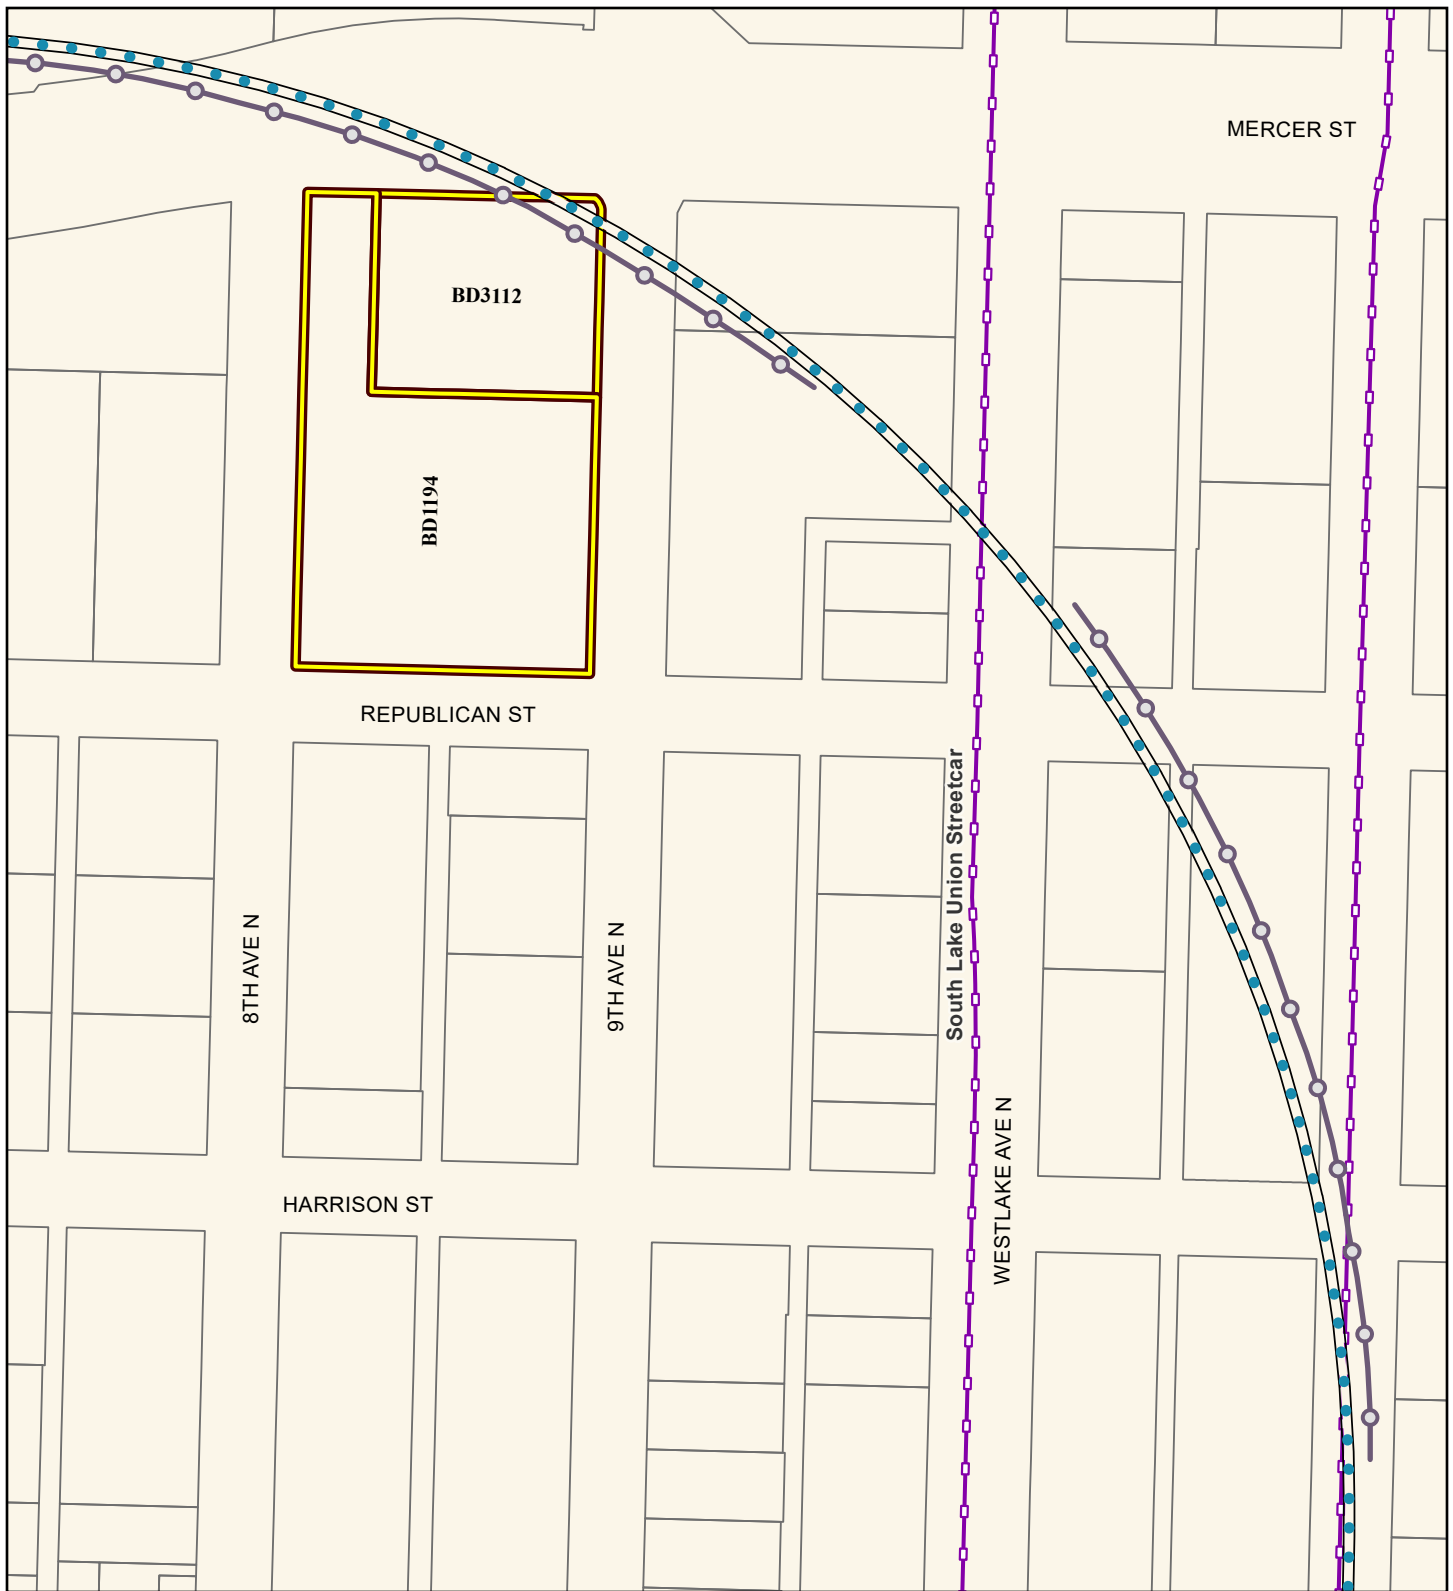 MERCER ST
BD3112
BD1194
REPUBLICAN ST
South Lake Union Streetcar
8TH AVE N
9TH AVE N
WESTLAKE AVE N
HARRISON ST